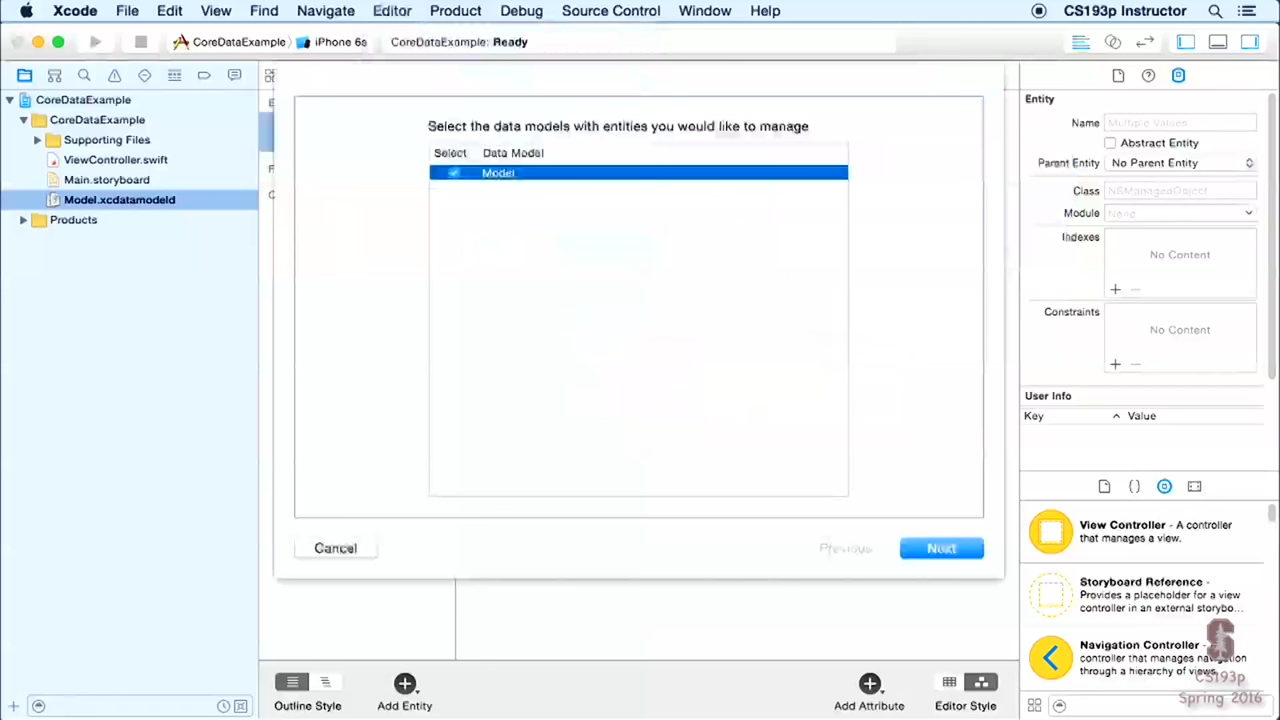 Xcode File Edit View Find Navigate Editor Product Debug Source Control Window Help CS193p Instructor
CoreDataExample iPhone 6s CoreDataExample: Ready
CoreDataExample
CoreDataExample
Supporting Files
ViewController.swift
Main.storyboard
Model.xcdatamodeld
Products
Select the data models with entities you would like to manage
Select Data Model
Model
Cancel Previous Next
Outline Style Add Entity Add Attribute Editor Style
Entity
Name Multiple Values
Abstract Entity
Parent Entity No Parent Entity
Class NSManagedObject
Module None
Indexes No Content
Constraints No Content
User Info
Key Value
View Controller - A controller
that manages a view.
Storyboard Reference -
Provides a placeholder for a view
controller in an external storybo...
Navigation Controller -
controller that manages navigation
through a hierarchy of views.
CS193p
Spring 2016